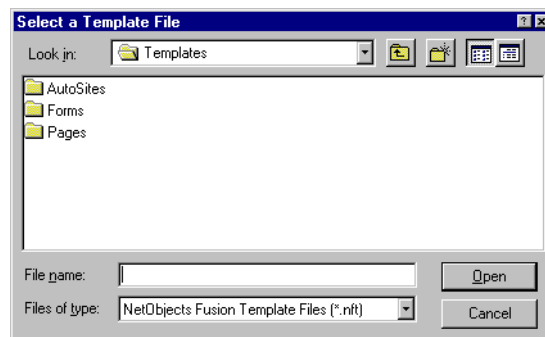 Select a Template File
Look in: Templates
AutoSites
Forms
Pages
File name: Open
Files of type: NetObjects Fusion Template Files (*.nft) Cancel